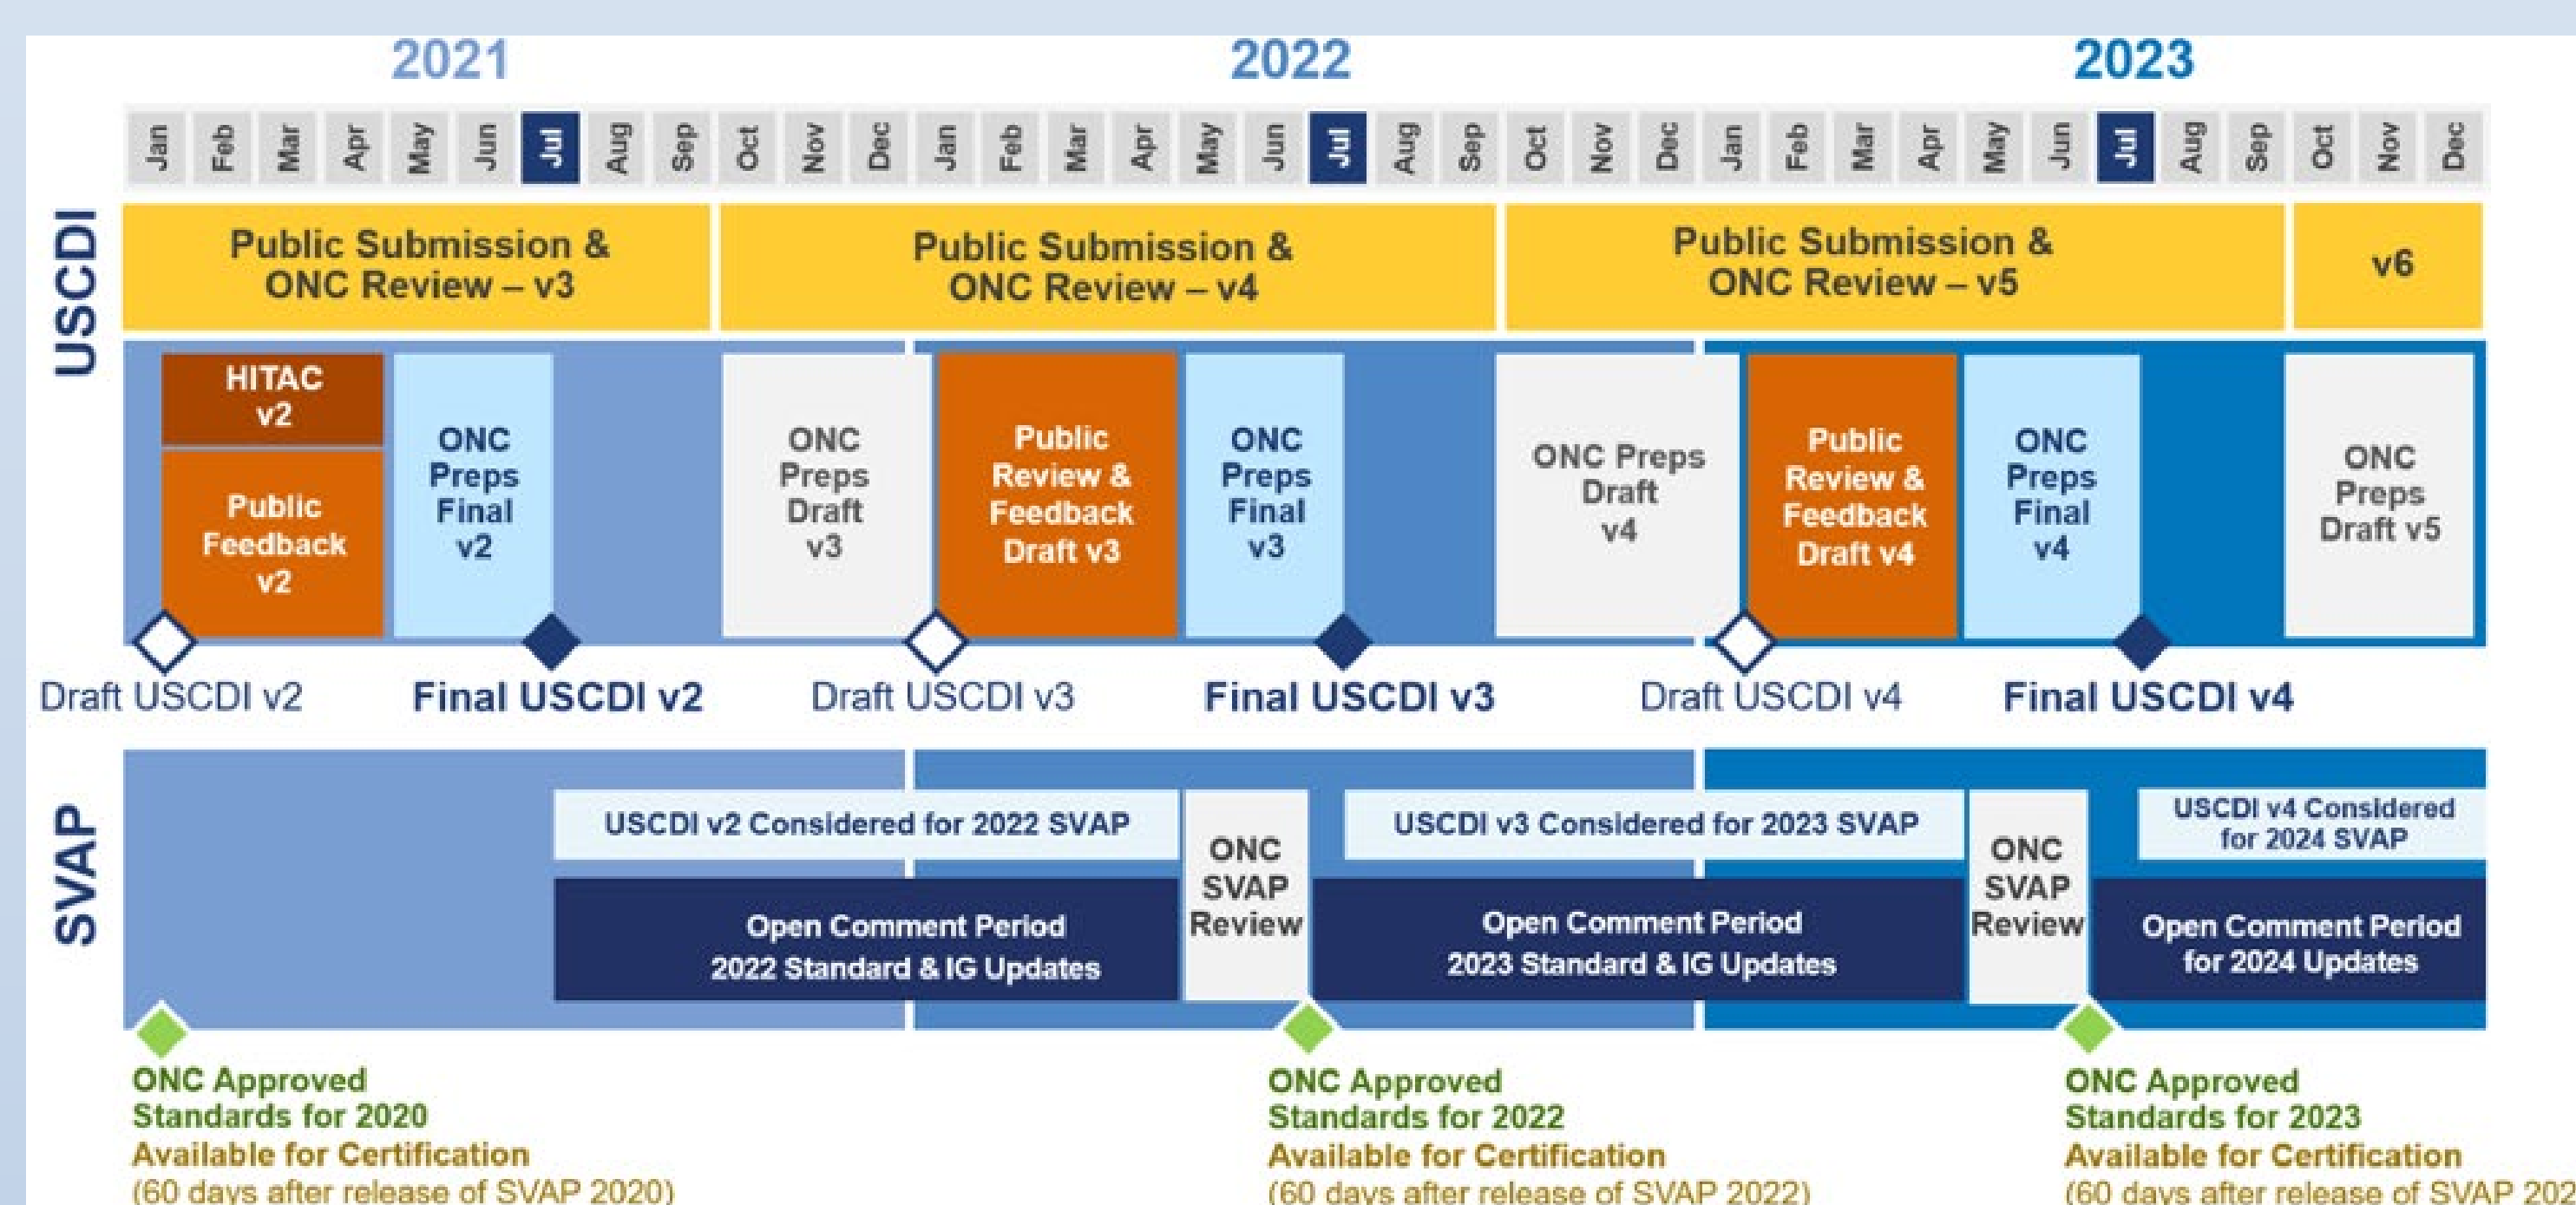 2021
2022
2023
Jan Feb Mar Apr May Jun Jul Aug Sep Oct Nov Dec Jan Feb Mar Apr May Jun Jul Aug Sep Oct Nov Dec Jan Feb Mar Apr May Jun Jul Aug Sep Oct Nov Dec
USCDI
Public Submission &
ONC Review – v3
Public Submission &
ONC Review – v4
Public Submission &
ONC Review – v5
v6
HITAC
v2
Public
Feedback
v2
ONC
Preps
Final
v2
ONC
Preps
Draft
v3
Public
Review &
Feedback
Draft v3
ONC
Preps
Final
v3
ONC Preps
Draft
v4
Public
Review &
Feedback
Draft v4
ONC
Preps
Final
v4
ONC
Preps
Draft v5
Draft USCDI v2
Final USCDI v2
Draft USCDI v3
Final USCDI v3
Draft USCDI v4
Final USCDI v4
SVAP
USCDI v2 Considered for 2022 SVAP
Open Comment Period
2022 Standard & IG Updates
ONC
SVAP
Review
USCDI v3 Considered for 2023 SVAP
Open Comment Period
2023 Standard & IG Updates
ONC
SVAP
Review
USCDI v4 Considered
for 2024 SVAP
Open Comment Period
for 2024 Updates
ONC Approved
Standards for 2020
Available for Certification
(60 days after release of SVAP 2020)
ONC Approved
Standards for 2022
Available for Certification
(60 days after release of SVAP 2022)
ONC Approved
Standards for 2023
Available for Certification
(60 days after release of SVAP 202